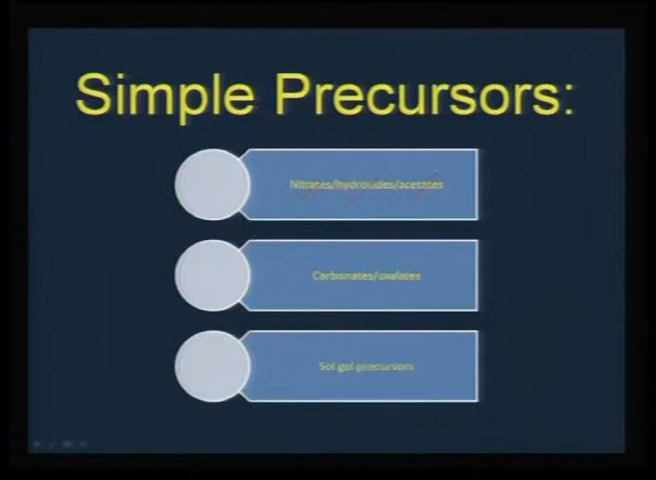 Simple Precursors:
Nitrates/hydroxides/acetates
Carbonates/oxalates
Sol gel precursors